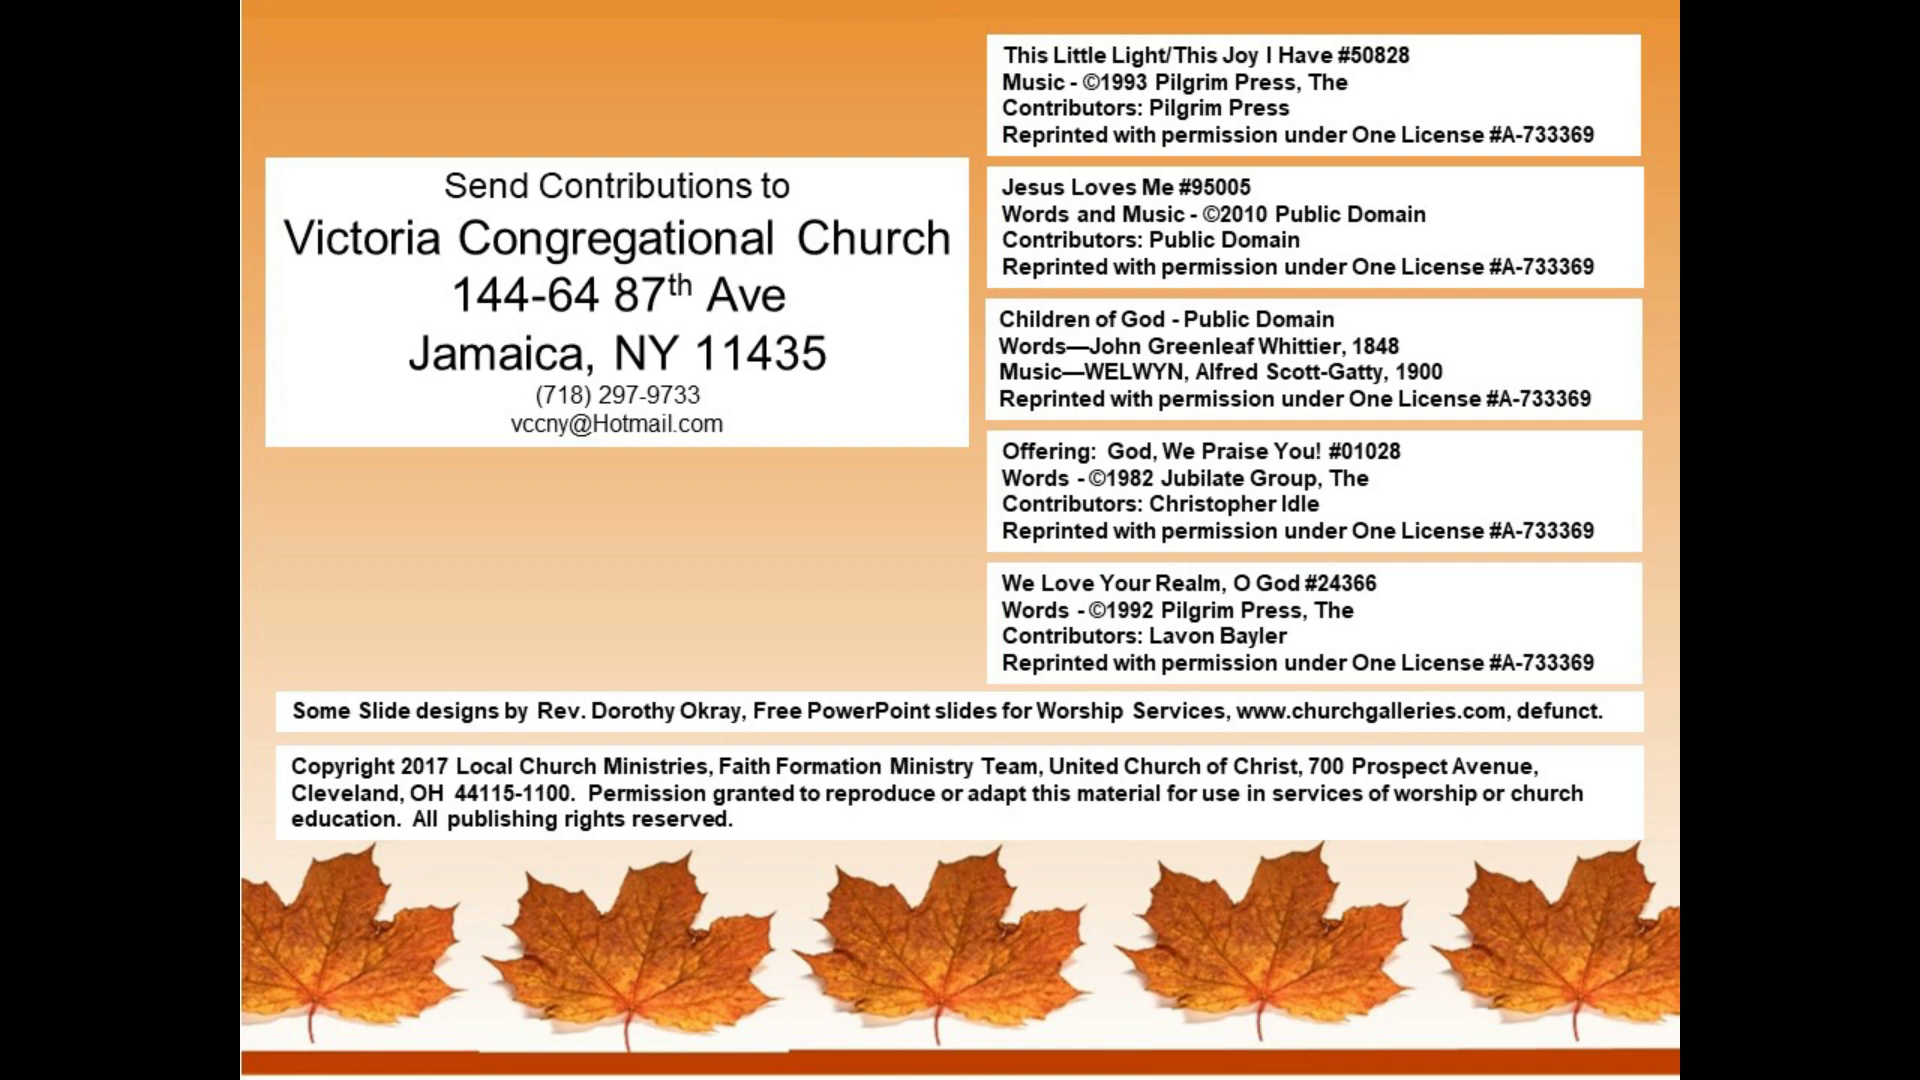 Send Contributions to
Victoria Congregational Church
144-64 87th Ave
Jamaica, NY 11435
(718) 297-9733
vccny@Hotmail.com
This Little Light/This Joy I Have #50828
Music - ©1993 Pilgrim Press, The
Contributors: Pilgrim Press
Reprinted with permission under One License #A-733369
Jesus Loves Me #95005
Words and Music - ©2010 Public Domain
Contributors: Public Domain
Reprinted with permission under One License #A-733369
Children of God - Public Domain
Words—John Greenleaf Whittier, 1848
Music—WELWYN, Alfred Scott-Gatty, 1900
Reprinted with permission under One License #A-733369
Offering: God, We Praise You! #01028
Words - ©1982 Jubilate Group, The
Contributors: Christopher Idle
Reprinted with permission under One License #A-733369
We Love Your Realm, O God #24366
Words - ©1992 Pilgrim Press, The
Contributors: Lavon Bayler
Reprinted with permission under One License #A-733369
Some Slide designs by Rev. Dorothy Okray, Free PowerPoint slides for Worship Services, www.churchgalleries.com, defunct.
Copyright 2017 Local Church Ministries, Faith Formation Ministry Team, United Church of Christ, 700 Prospect Avenue,
Cleveland, OH 44115-1100. Permission granted to reproduce or adapt this material for use in services of worship or church
education. All publishing rights reserved.